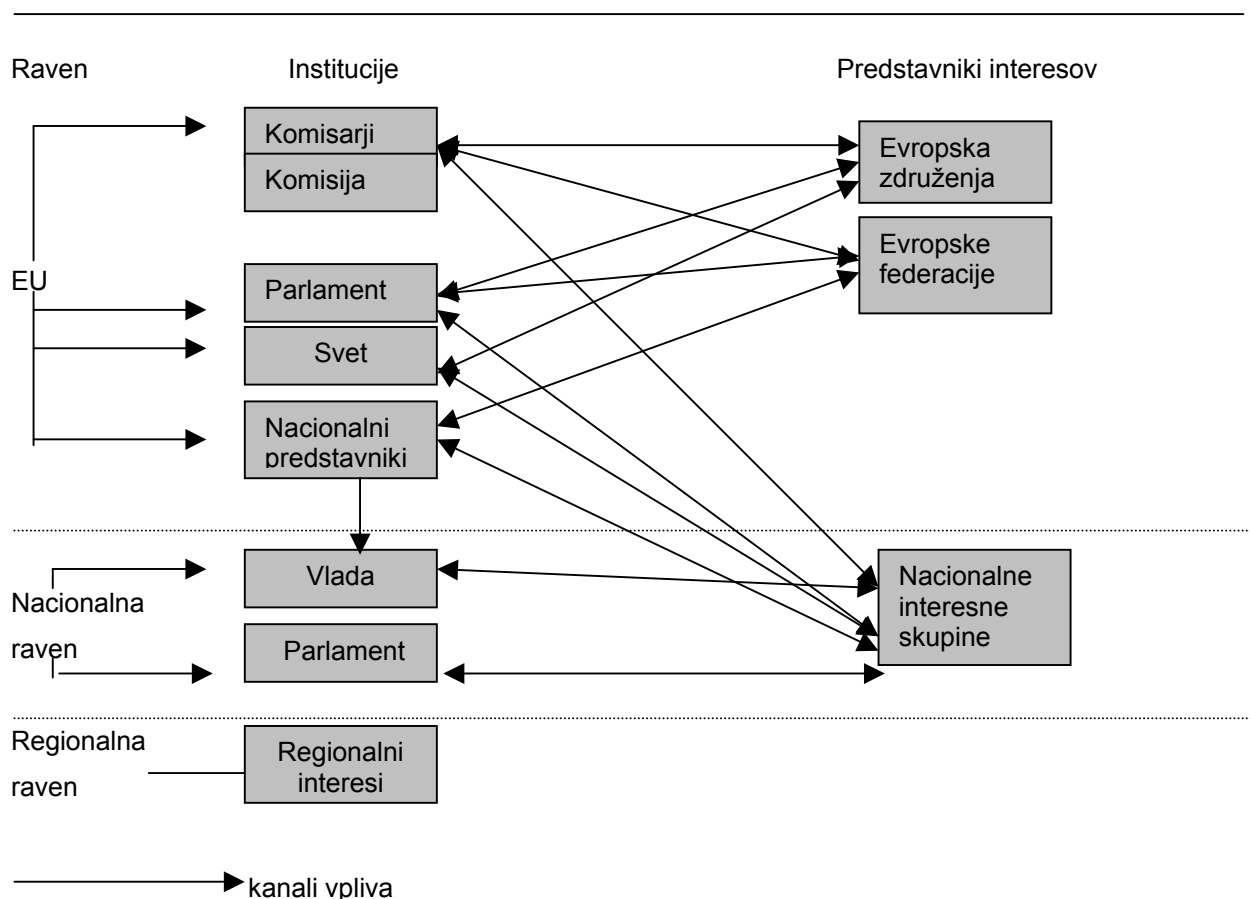 Raven Institucije Predstavniki interesov
Komisarji
Komisija
Evropska
združenja
Evropske
federacije
EU
Parlament
Svet
Nacionalni
predstavniki
Nacionalna
raven
Vlada
Parlament
Nacionalne
interesne
skupine
Regionalna
raven
Regionalni
interesi
kanali vpliva